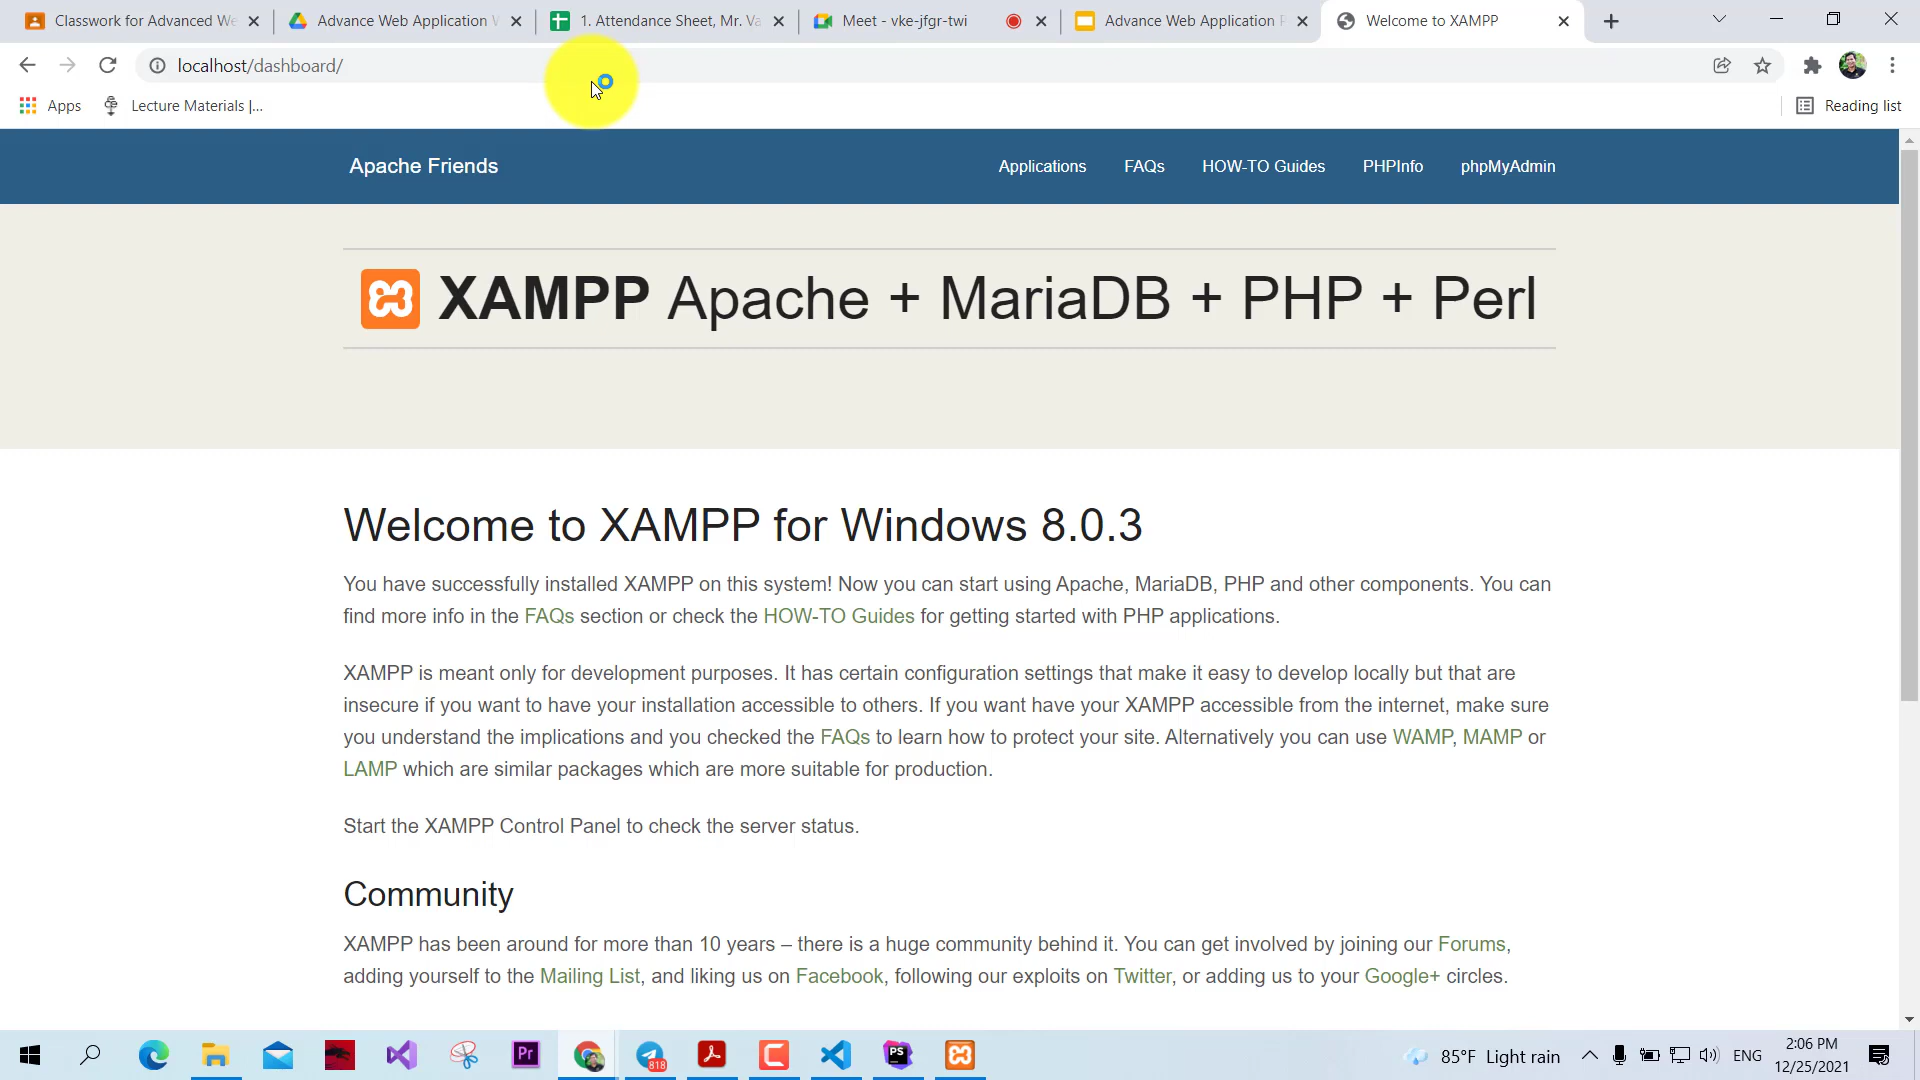 Classwork for Advanced We
Advance Web Application W
1. Attendance Sheet, Mr. Va
Meet - vke-jfgr-twi
Advance Web Application P
Welcome to XAMPP
localhost/dashboard/
Apps
Lecture Materials |...
Reading list
Apache Friends
Applications
FAQs
HOW-TO Guides
PHPInfo
phpMyAdmin
XAMPP Apache + MariaDB + PHP + Perl
Welcome to XAMPP for Windows 8.0.3
You have successfully installed XAMPP on this system! Now you can start using Apache, MariaDB, PHP and other components. You can
find more info in the FAQs section or check the HOW-TO Guides for getting started with PHP applications.
XAMPP is meant only for development purposes. It has certain configuration settings that make it easy to develop locally but that are
insecure if you want to have your installation accessible to others. If you want have your XAMPP accessible from the internet, make sure
you understand the implications and you checked the FAQs to learn how to protect your site. Alternatively you can use WAMP, MAMP or
LAMP which are similar packages which are more suitable for production.
Start the XAMPP Control Panel to check the server status.
Community
XAMPP has been around for more than 10 years – there is a huge community behind it. You can get involved by joining our Forums,
adding yourself to the Mailing List, and liking us on Facebook, following our exploits on Twitter, or adding us to your Google+ circles.
Pr
818
PS
85°F Light rain
ENG
2:06 PM
12/25/2021